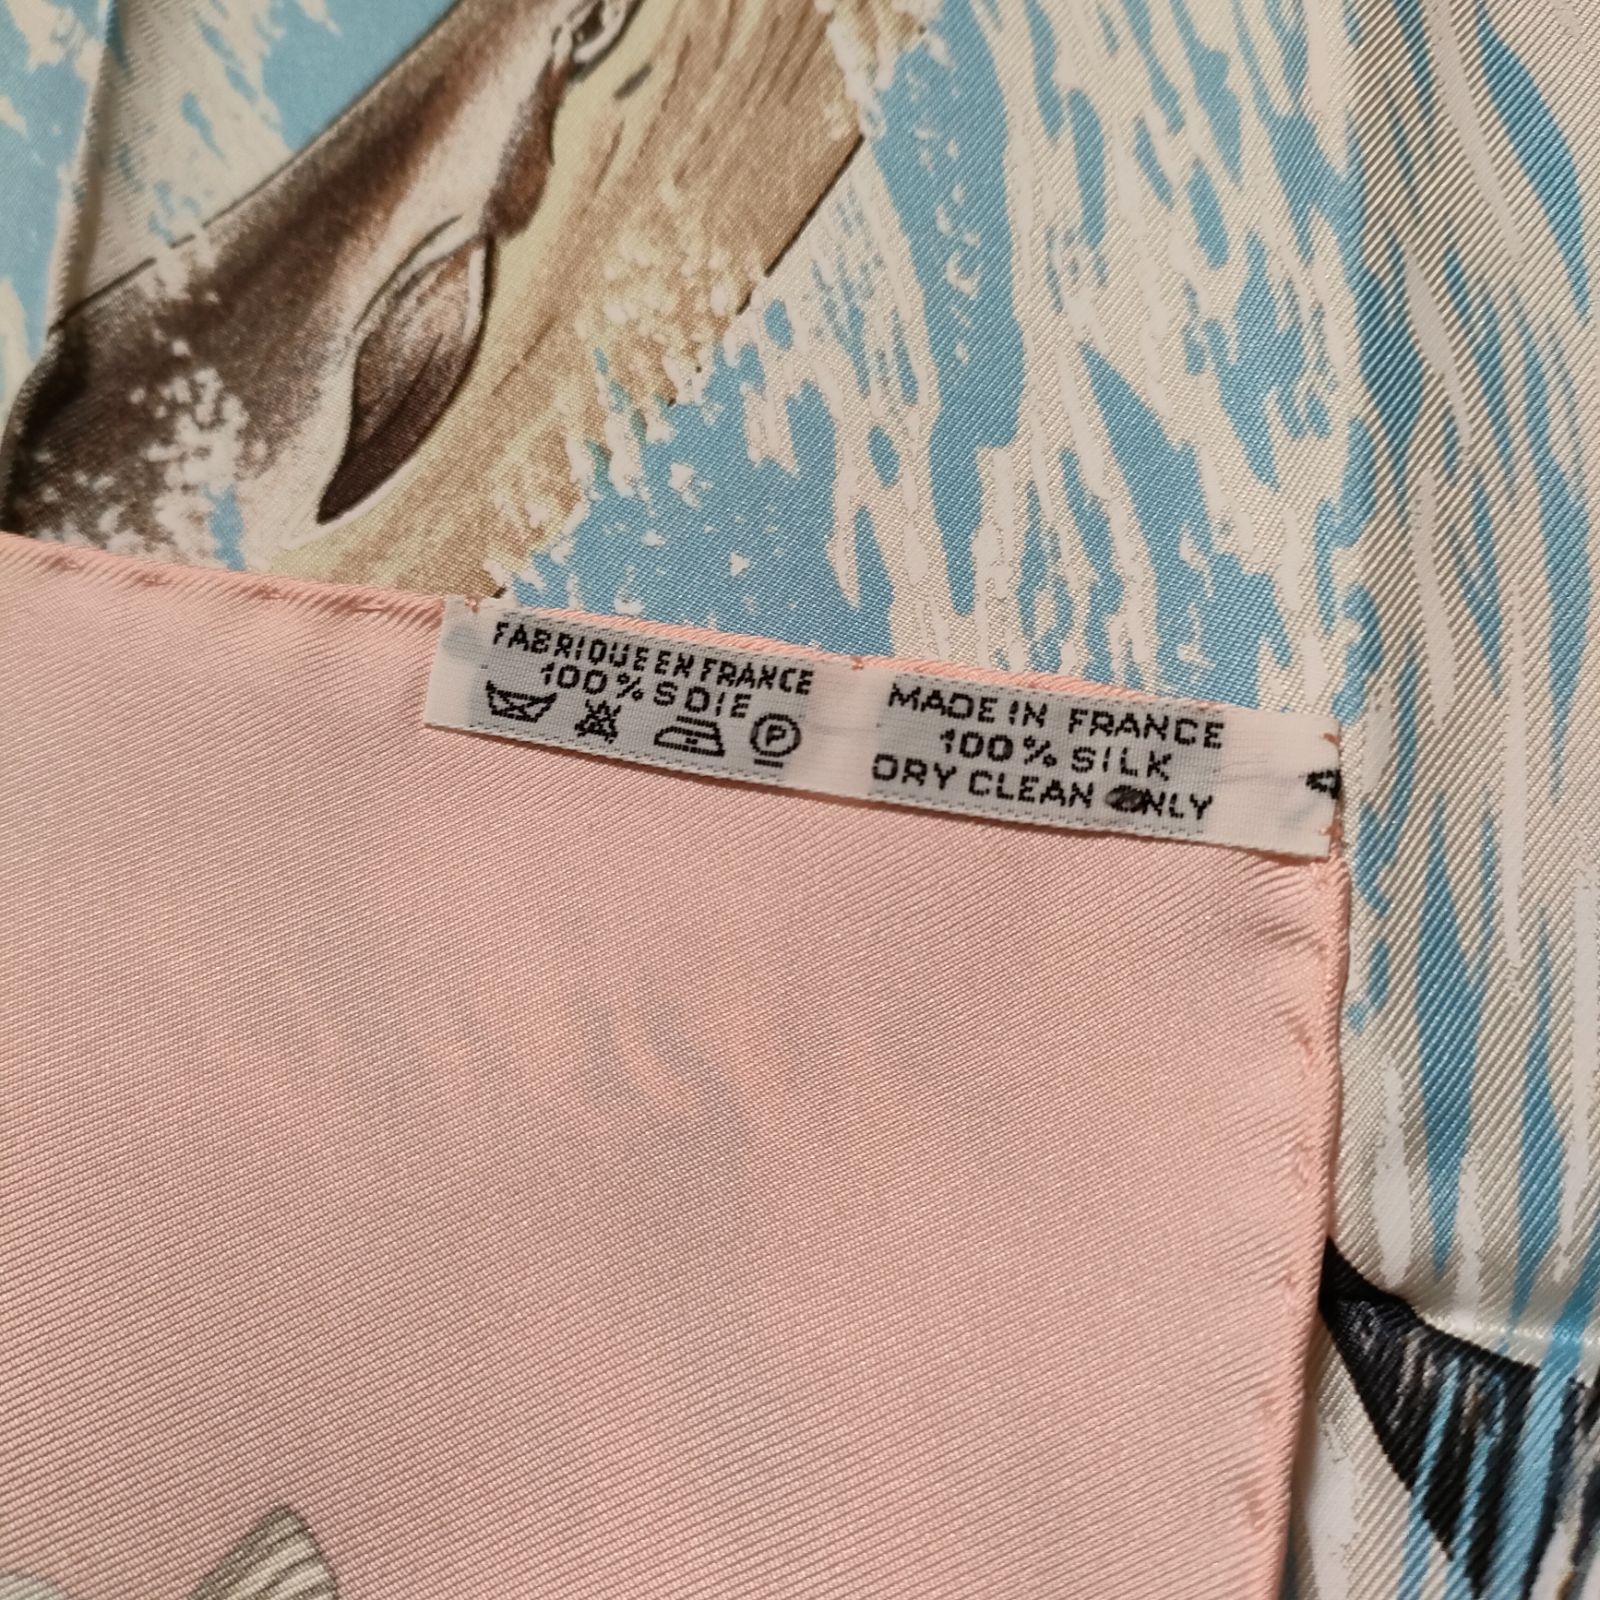 FABRIQUE EN FRANCE
100% SOIE
P
MADE IN FRANCE
100% SILK
DRY CLEAN ONLY